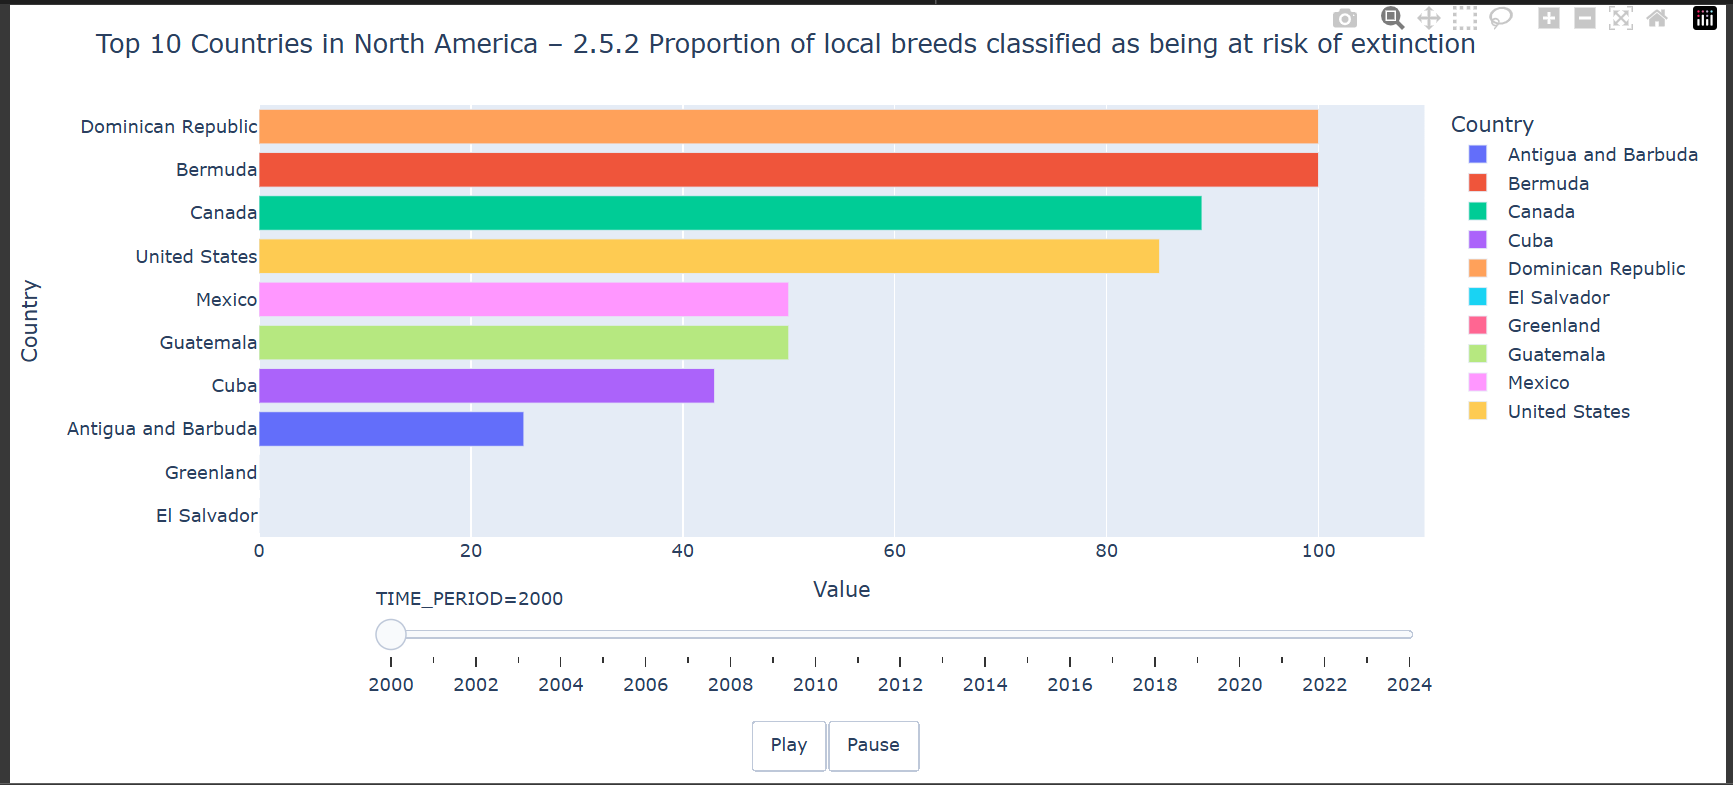 Top 10 Countries in North America – 2.5.2 Proportion of local breeds classified as being at risk of extinction
Country
Dominican Republic
Bermuda
Canada
United States
Mexico
Guatemala
Cuba
Antigua and Barbuda
Greenland
El Salvador
0 20 40 60 80 100
Value
Country
Antigua and Barbuda
Bermuda
Canada
Cuba
Dominican Republic
El Salvador
Greenland
Guatemala
Mexico
United States
TIME_PERIOD=2000
2000 2002 2004 2006 2008 2010 2012 2014 2016 2018 2020 2022 2024
Play Pause